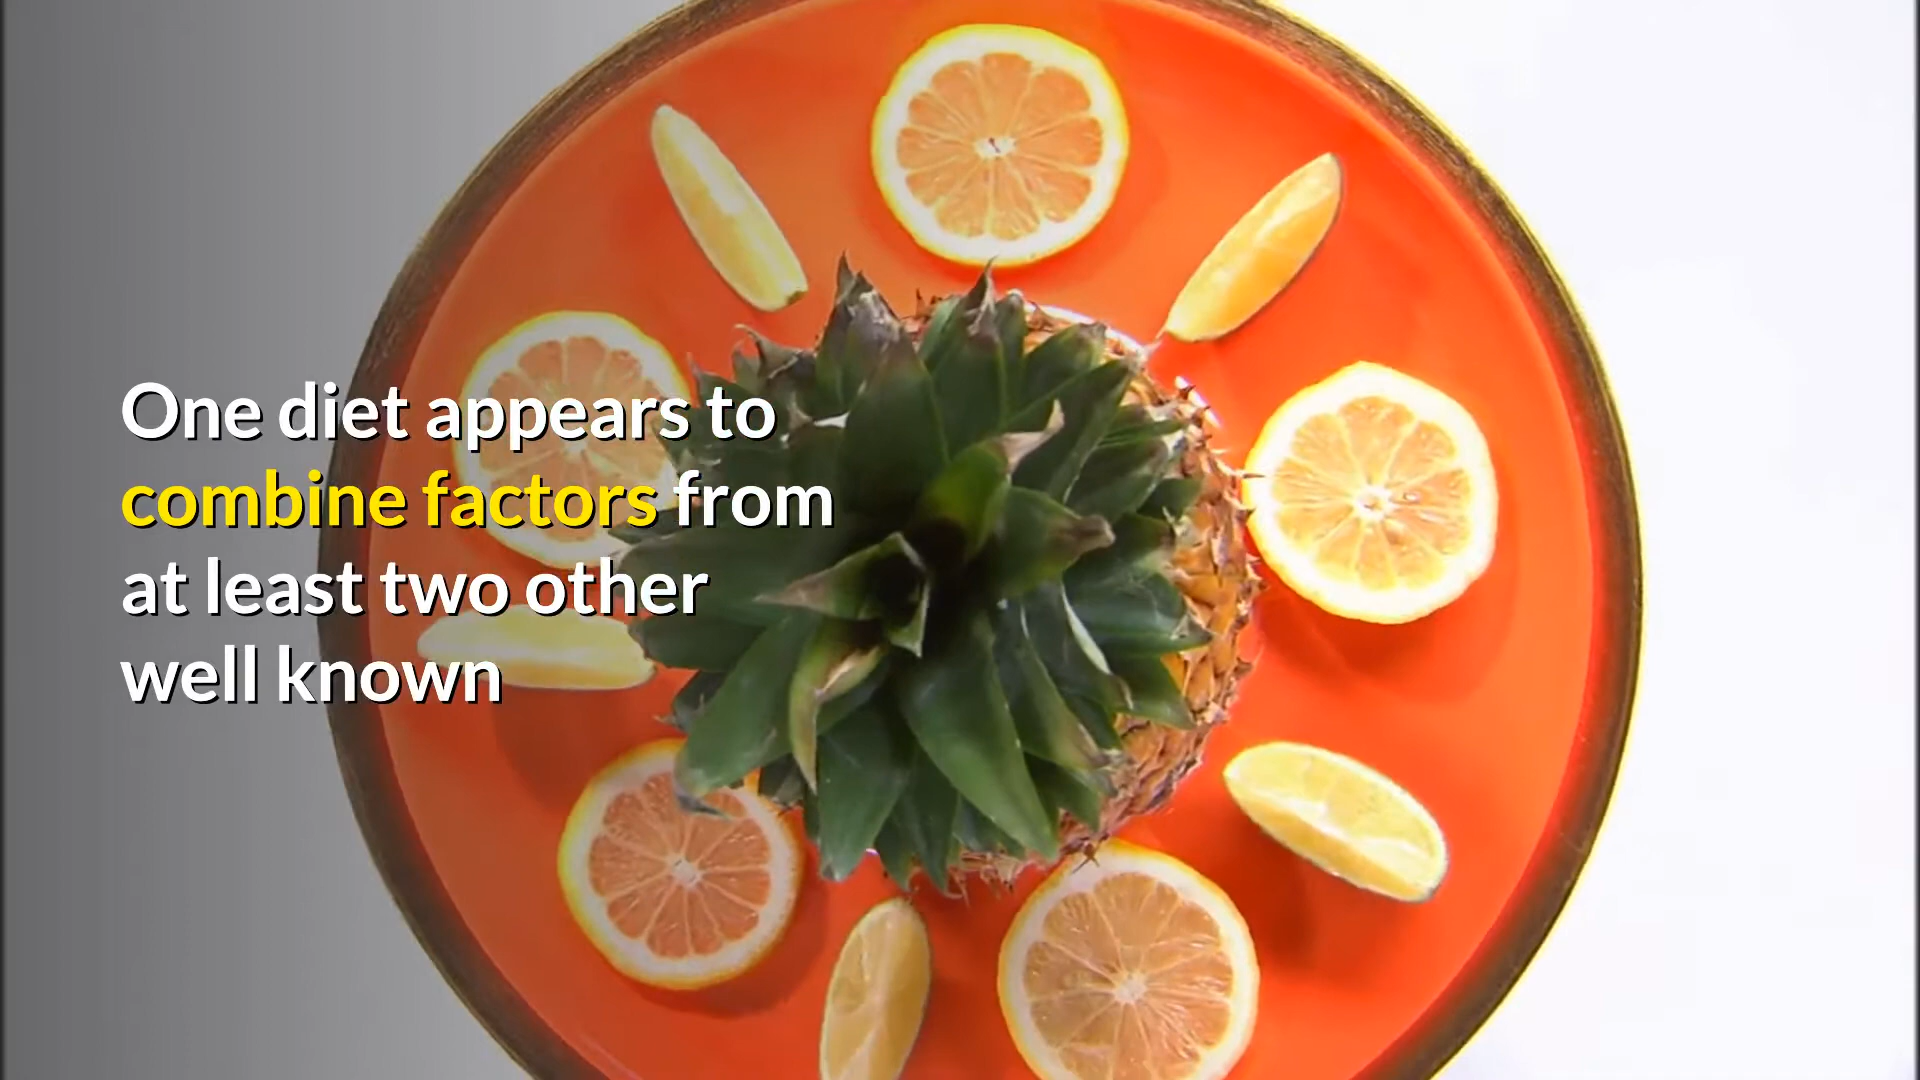 One diet appears to
combine factors from
at least two other
well known